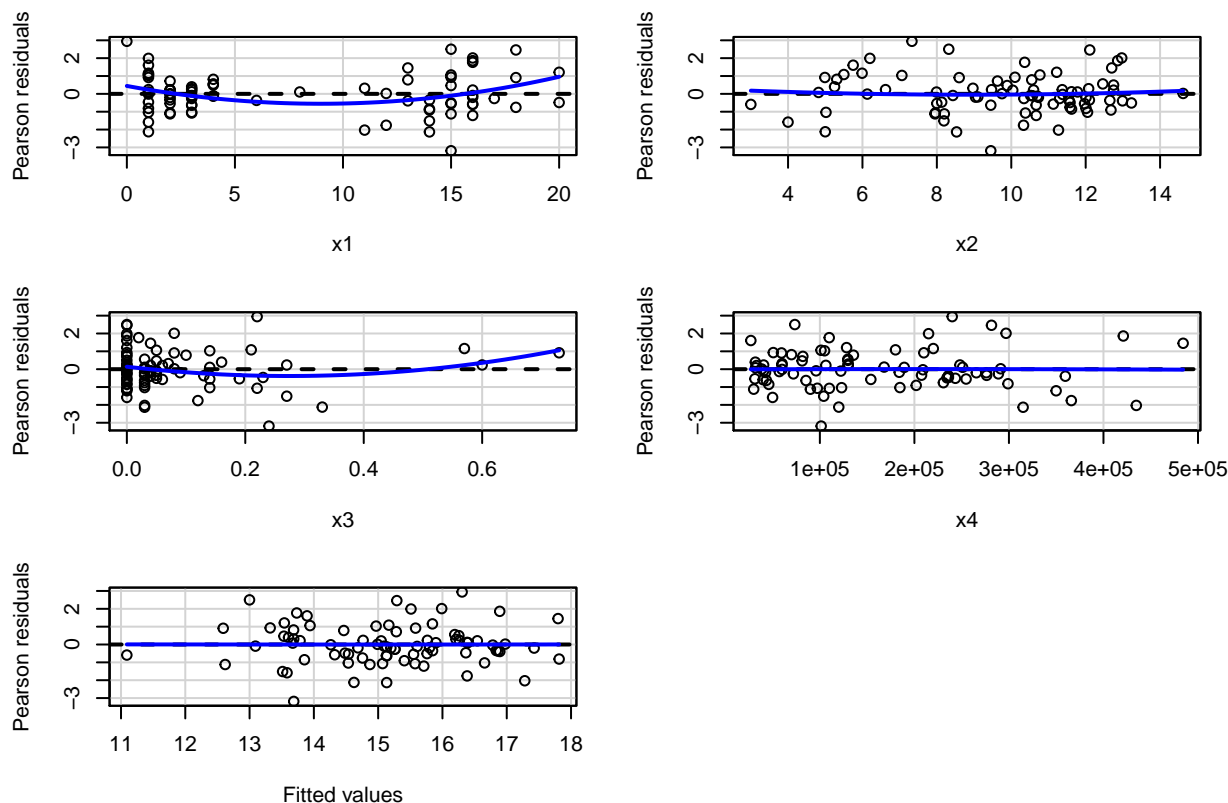 Pearson residuals
2
0
−3
0 5 10 15 20
x1
Pearson residuals
2
0
−3
4 6 8 10 12 14
x2
Pearson residuals
2
0
−3
0.0 0.2 0.4 0.6
x3
Pearson residuals
2
0
−3
1e+05 2e+05 3e+05 4e+05 5e+05
x4
Pearson residuals
2
0
−3
11 12 13 14 15 16 17 18
Fitted values